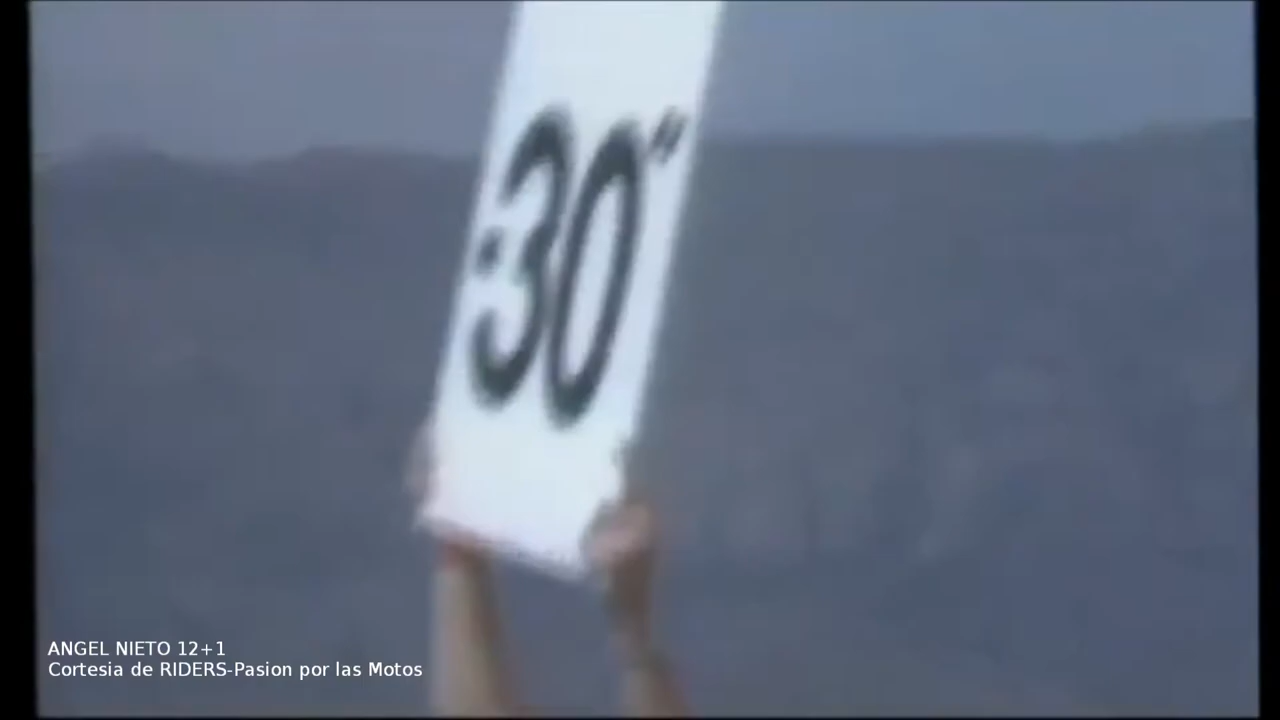 :30"
ANGEL NIETO 12+1
Cortesia de RIDERS-Pasion por las Motos